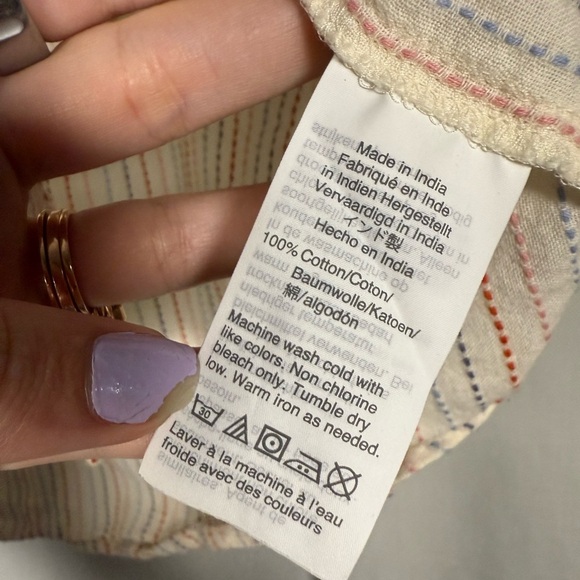 Made in India
Fabriqué en Inde
in Indien Hergestellt
Vervaardigd in India
インド製
Hecho en India
100% Cotton/Coton/
Baumwolle/Katoen/
綿/algodón
Machine wash cold with
like colors. Non chlorine
bleach only. Tumble dry
low. Warm iron as needed.
30
Laver à la machine à l'eau
froide avec des couleurs